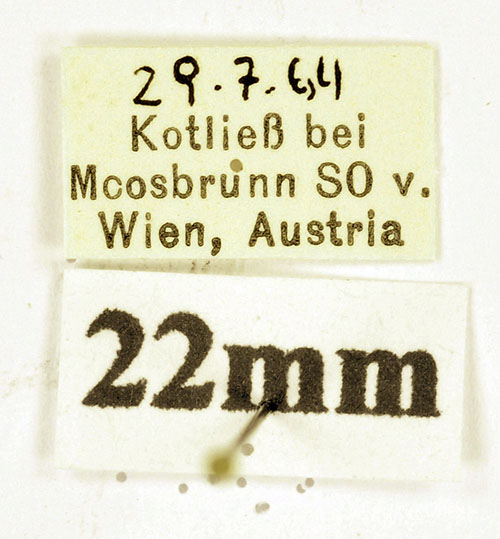 29.7.64
Kotließ bei
Moosbrunn SO v.
Wien, Austria
22mm